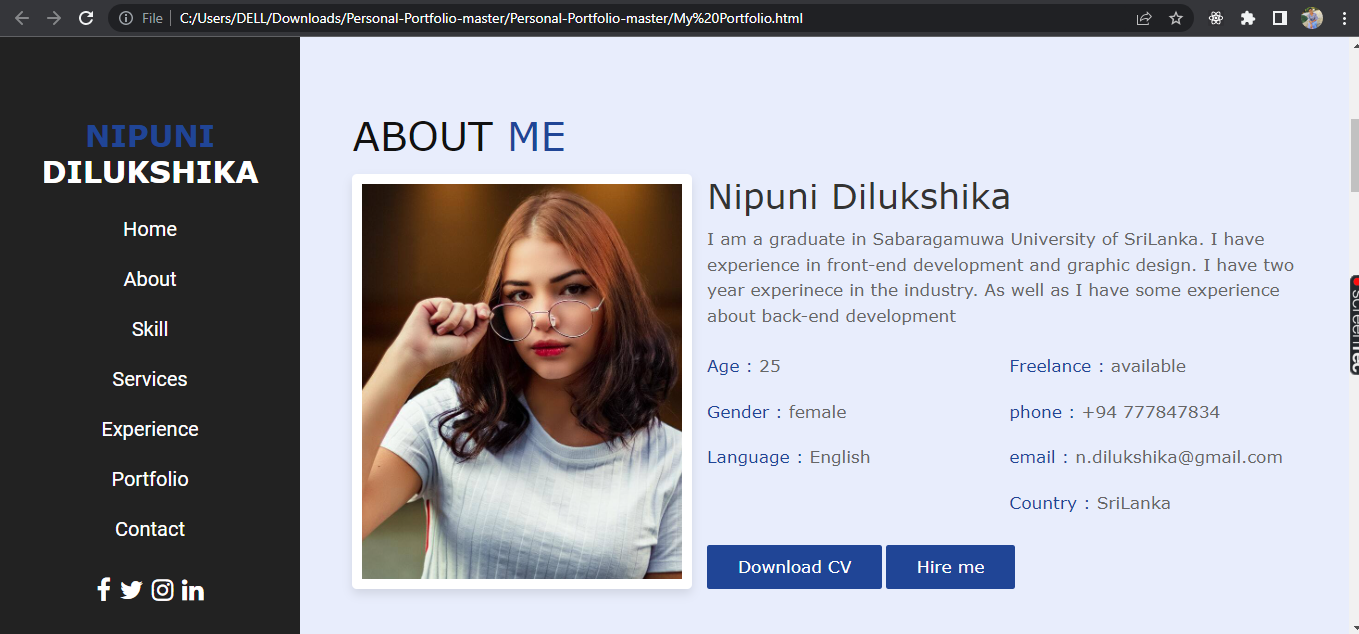 File
C:/Users/DELL/Downloads/Personal-Portfolio-master/Personal-Portfolio-master/My%20Portfolio.html
NIPUNI
DILUKSHIKA
Home
About
Skill
Services
Experience
Portfolio
Contact
ABOUT ME
Nipuni Dilukshika
I am a graduate in Sabaragamuwa University of SriLanka. I have
experience in front-end development and graphic design. I have two
year experinece in the industry. As well as I have some experience
about back-end development
Age : 25
Freelance : available
Gender : female
phone : +94 777847834
Language : English
email : n.dilukshika@gmail.com
Country : SriLanka
Download CV
Hire me